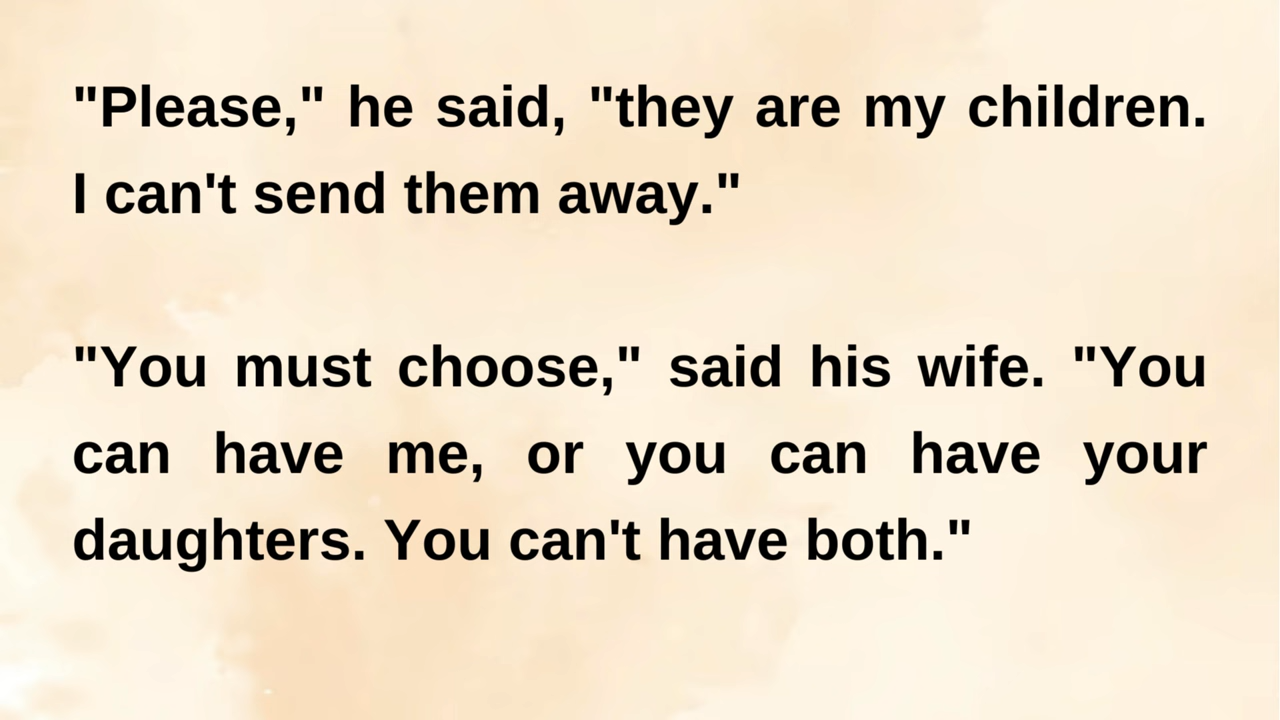 "Please," he said, "they are my children.
I can't send them away."
"You must choose," said his wife. "You
can have me, or you can have your
daughters. You can't have both."